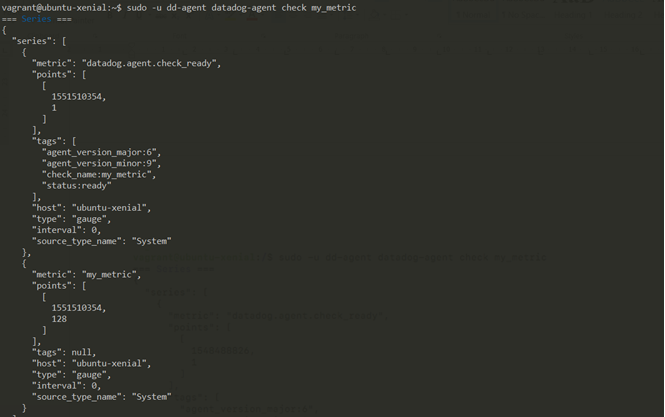 vagrant@ubuntu-xenial:~$ sudo -u dd-agent datadog-agent check my_metric
=== Series ===
{
  "series": [
    {
      "metric": "datadog.agent.check_ready",
      "points": [
        [
          1551510354,
          1
        ]
      ],
      "tags": [
        "agent_version_major:6",
        "agent_version_minor:9",
        "check_name:my_metric",
        "status:ready"
      ],
      "host": "ubuntu-xenial",
      "type": "gauge",
      "interval": 0,
      "source_type_name": "System"
    },
    {
      "metric": "my_metric",
      "points": [
        [
          1551510354,
          128
        ]
      ],
      "tags": null,
      "host": "ubuntu-xenial",
      "type": "gauge",
      "interval": 0,
      "source_type_name": "System"
    }